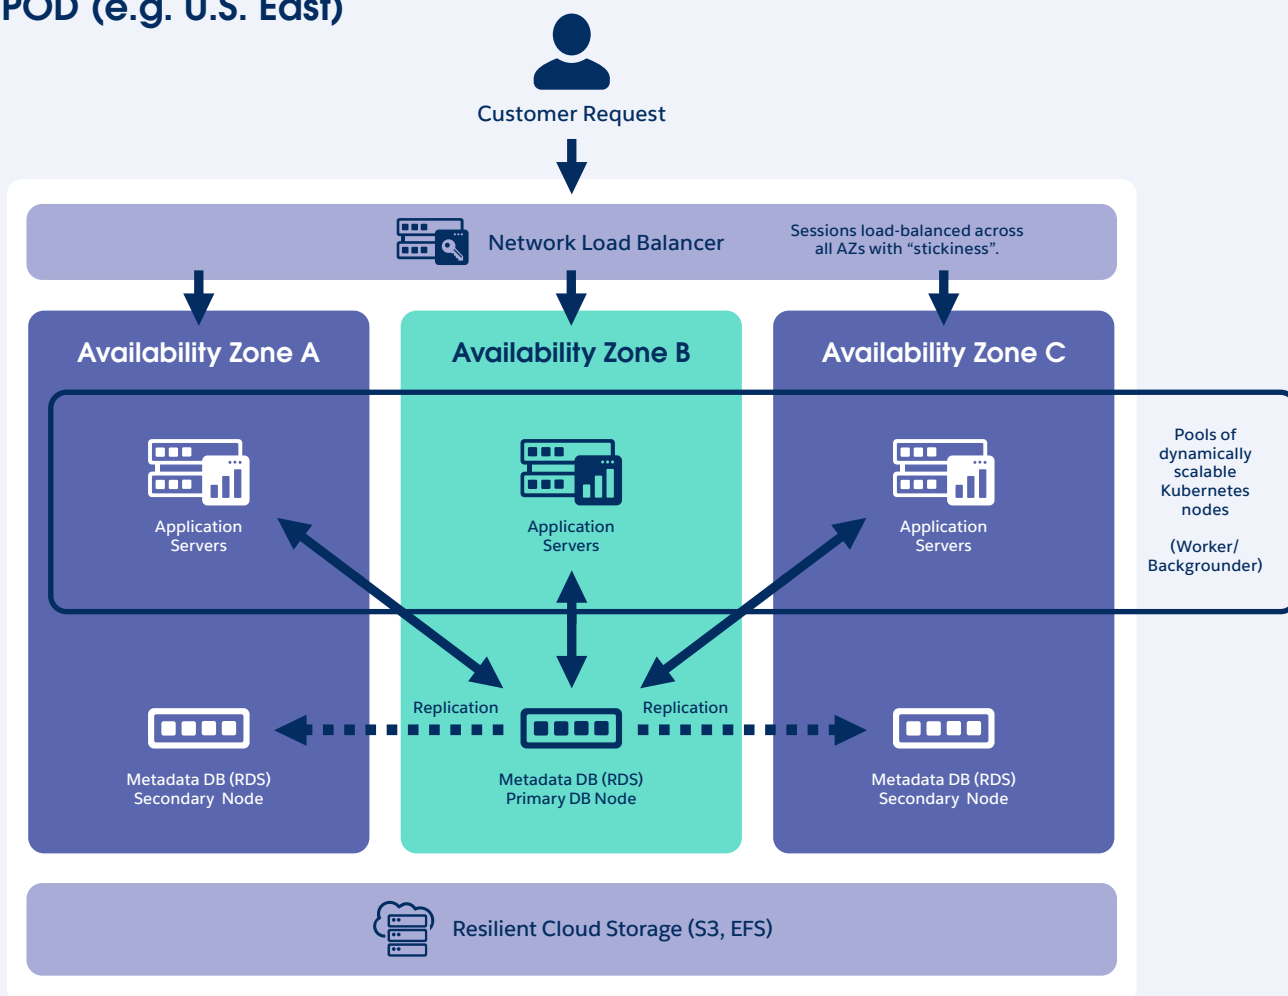 POD (e.g. U.S. East)
Customer Request
Network Load Balancer
Sessions load-balanced across
all AZs with “stickiness”.
Availability Zone A
Availability Zone B
Availability Zone C
Application
Servers
Application
Servers
Application
Servers
Pools of
dynamically
scalable
Kubernetes
nodes
(Worker/
Backgrounder)
Replication
Replication
Metadata DB (RDS)
Secondary Node
Metadata DB (RDS)
Primary DB Node
Metadata DB (RDS)
Secondary Node
Resilient Cloud Storage (S3, EFS)